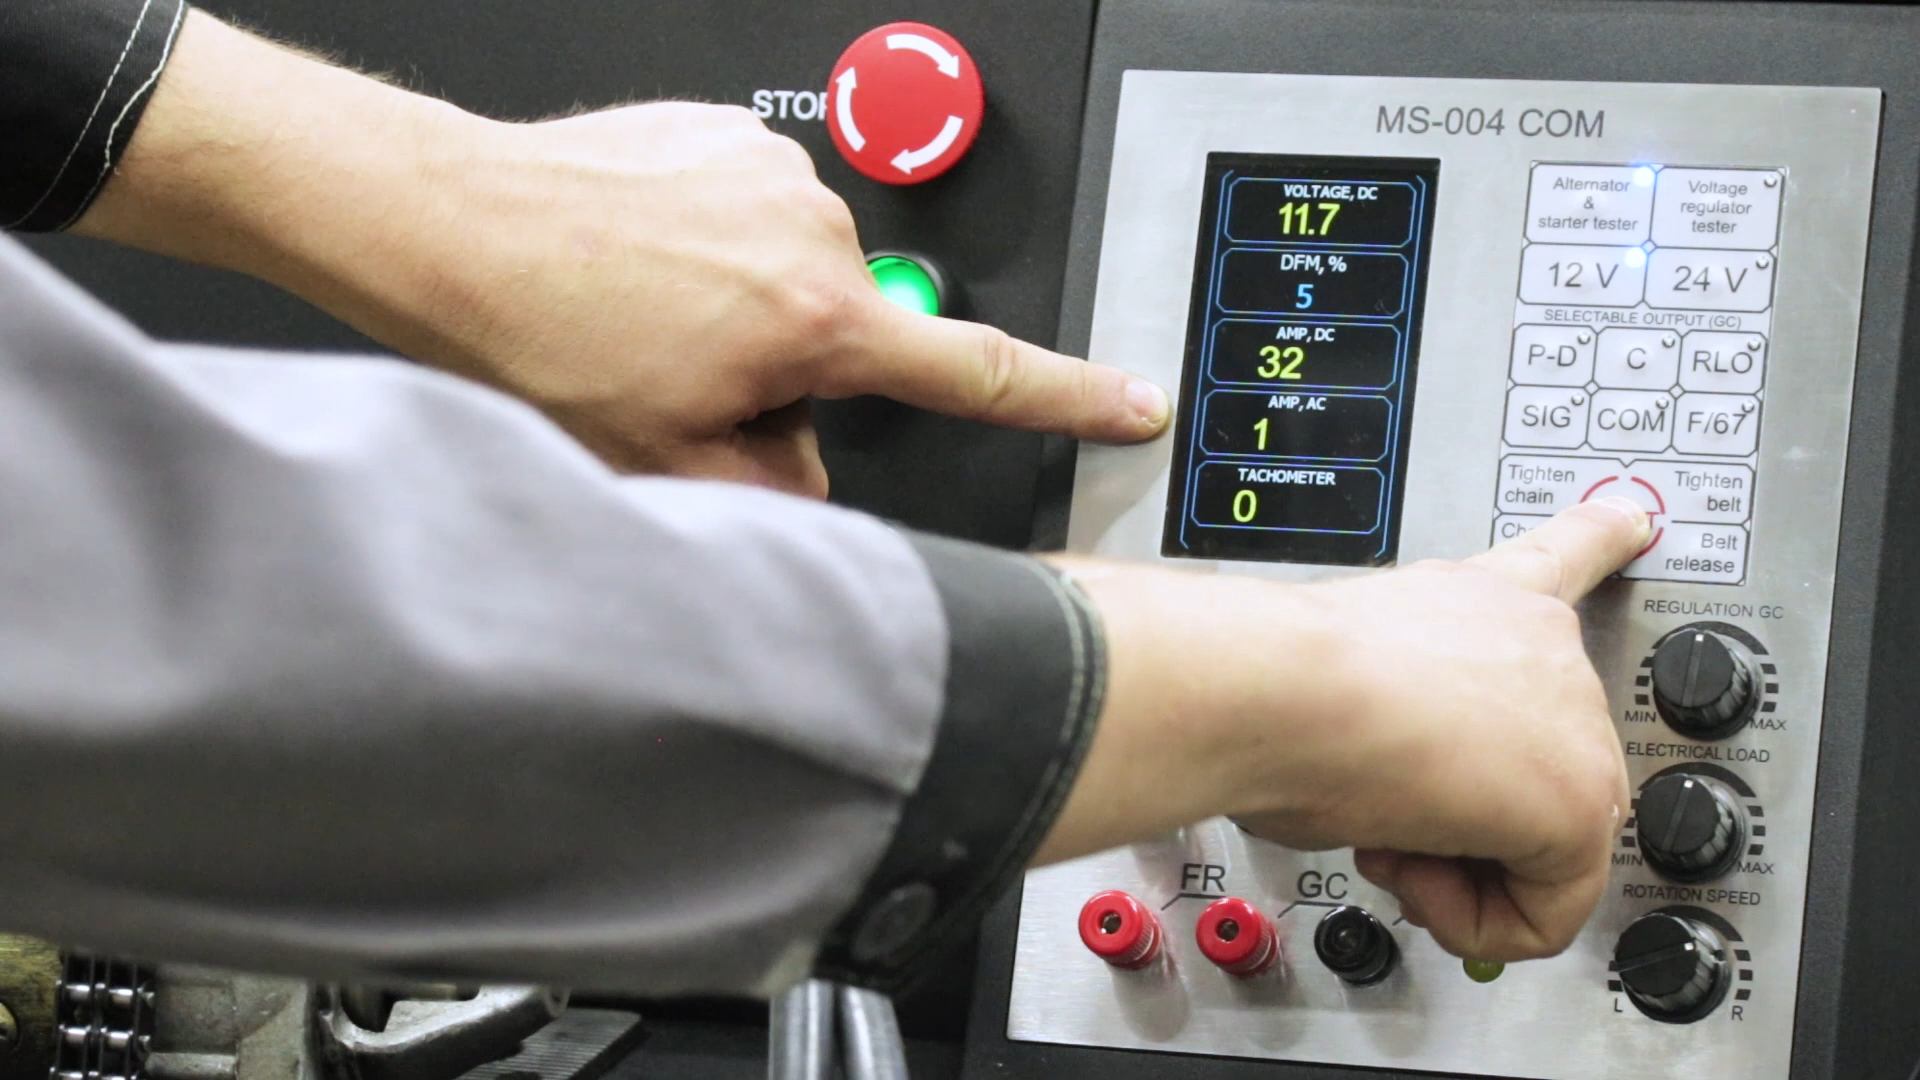 STOP
MS-004 COM
VOLTAGE, DC
11.7
DFM, %
5
AMP, DC
32
AMP, AC
1
TACHOMETER
0
Alternator
&
starter tester
Voltage
regulator
tester
12 V
24 V
SELECTABLE OUTPUT (GC)
P-D
C
RLO
SIG
COM
F/67
Tighten
chain
Tighten
belt
Belt
release
REGULATION GC
MIN
MAX
ELECTRICAL LOAD
MIN
MAX
ROTATION SPEED
L
R
FR
GC